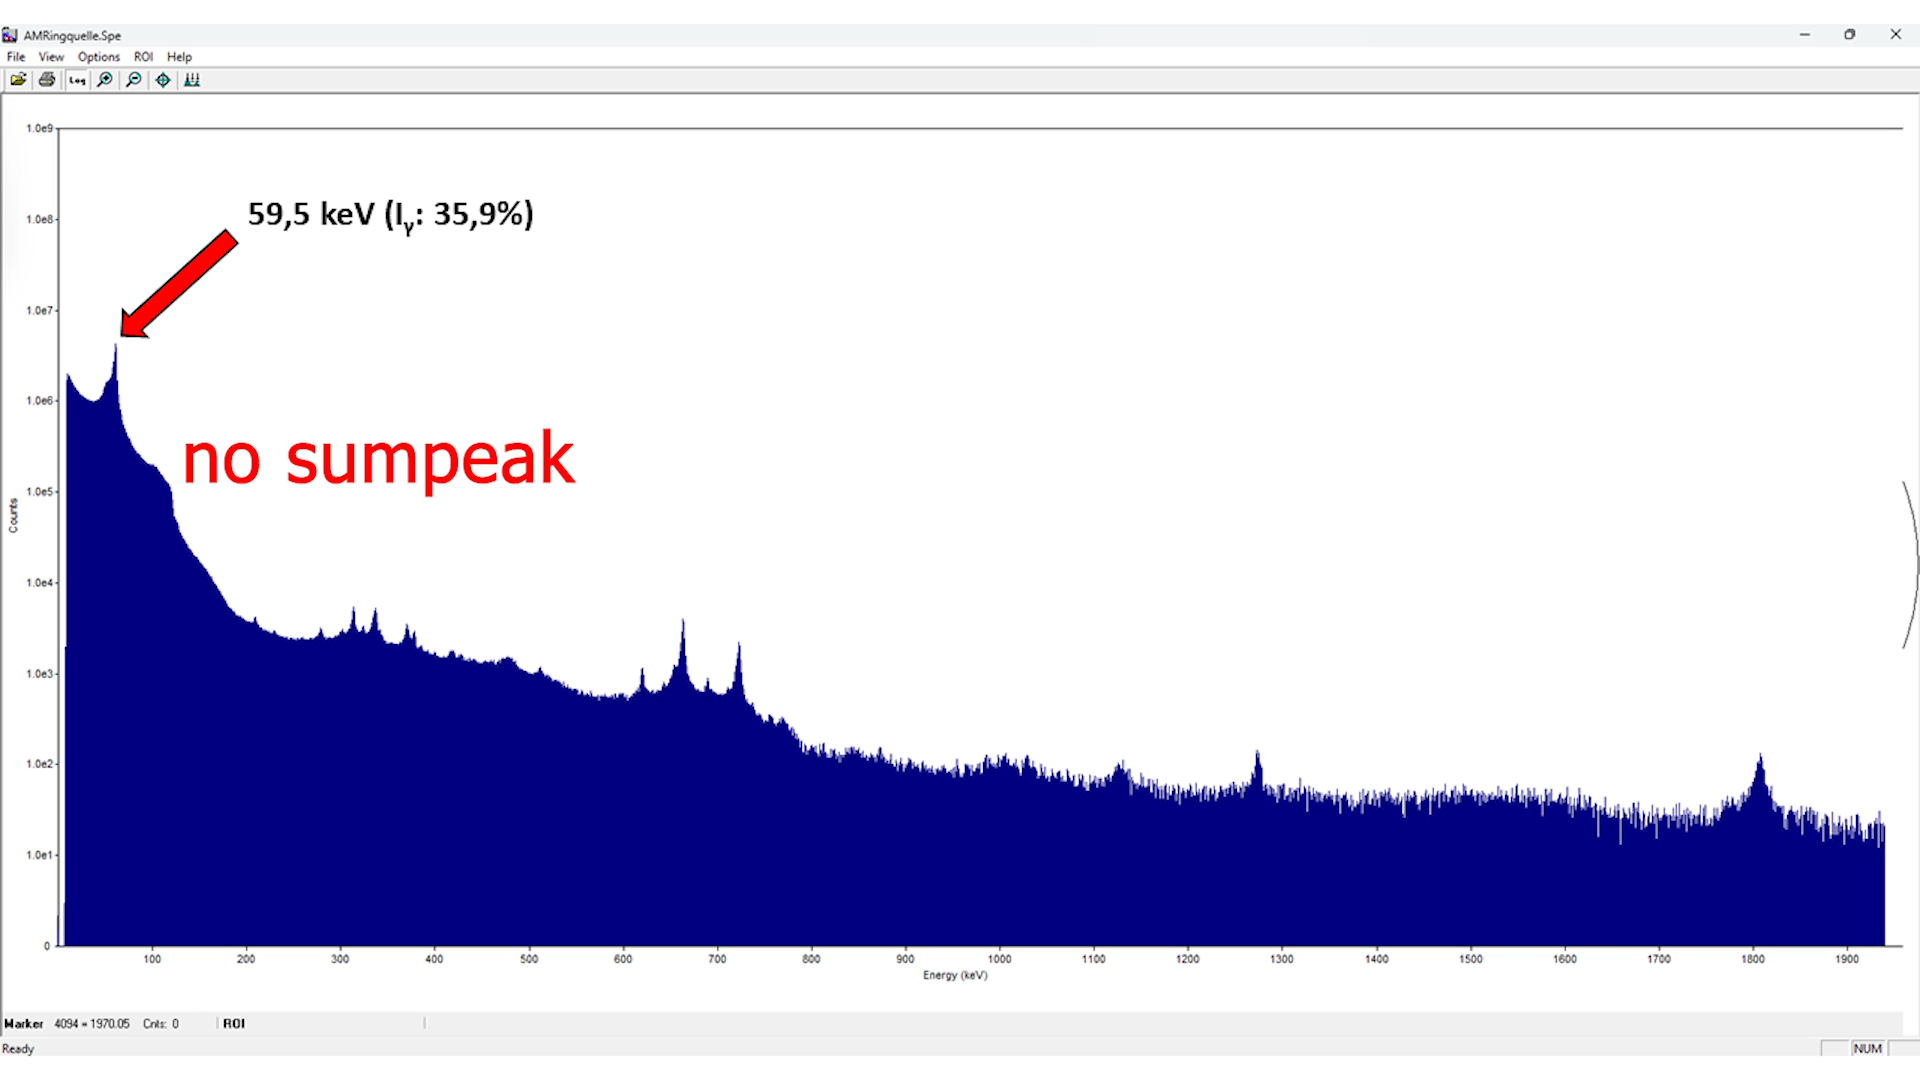 AMRingquelle.Spe
File View Options ROI Help
Log
1.0e9
59,5 keV (Iγ: 35,9%)
1.0e8
1.0e7
1.0e6
no sumpeak
1.0e5
Counts
1.0e4
1.0e3
1.0e2
1.0e1
0
100 200 300 400 500 600 700 800 900 1000 1100 1200 1300 1400 1500 1600 1700 1800 1900
Energy (keV)
Marker 4094 = 1970.05 Cnts: 0 ROI
Ready NUM